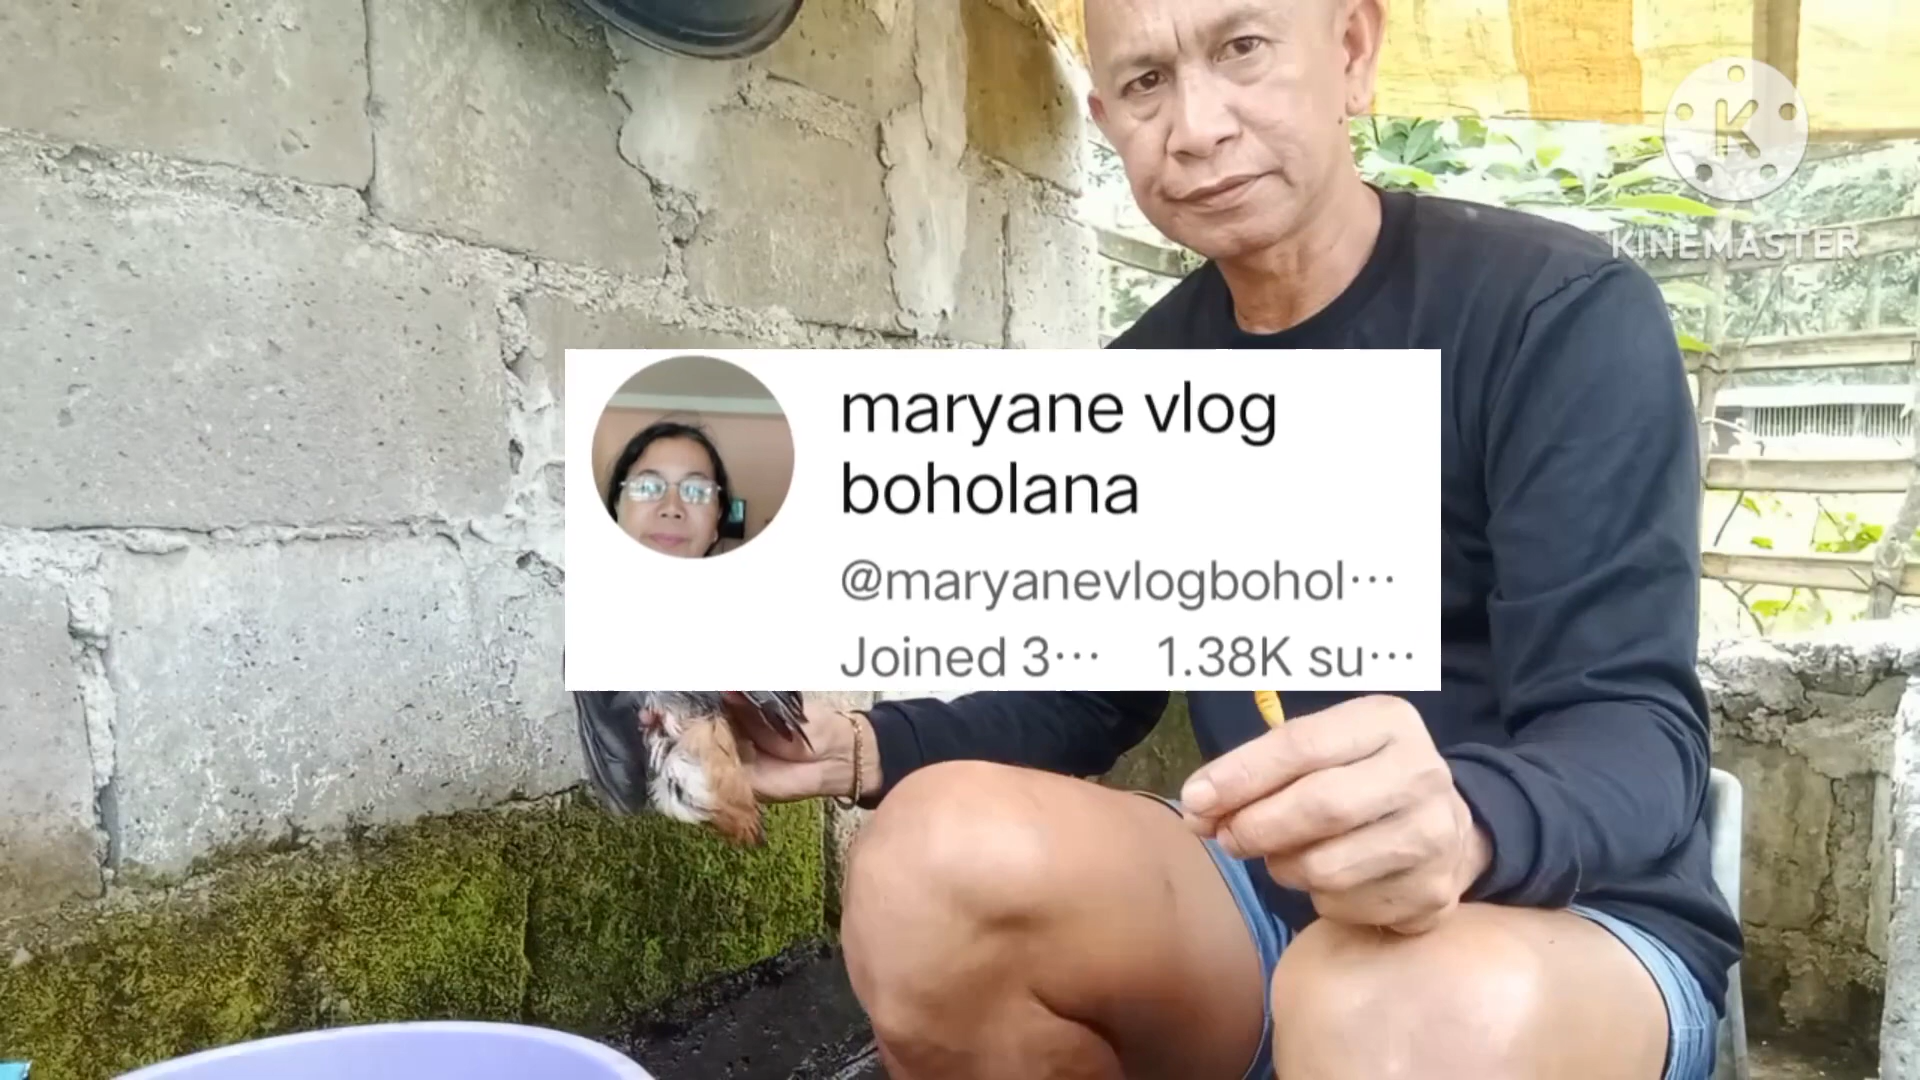 K
KINEMASTER
maryane vlog
boholana
@maryanevlogbohol...
Joined 3... 1.38K su...